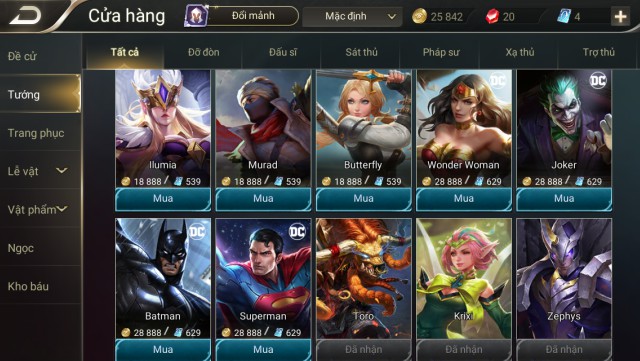 Cửa hàng
Đổi mảnh
Mặc định
25 842
20
4
Đề cử
Tướng
Trang phục
Lễ vật
Vật phẩm
Ngọc
Kho báu
Tất cả
Đỡ đòn
Đấu sĩ
Sát thủ
Pháp sư
Xạ thủ
Trợ thủ
Ilumia
18 888 / 539
Mua
Murad
18 888 / 539
Mua
Butterfly
18 888 / 539
Mua
DC
Wonder Woman
28 888 / 629
Mua
DC
Joker
28 888 / 629
Mua
DC
Batman
28 888 / 629
Mua
DC
Superman
28 888 / 629
Mua
Toro
Đã nhận
Krixi
Đã nhận
Zephys
Đã nhận